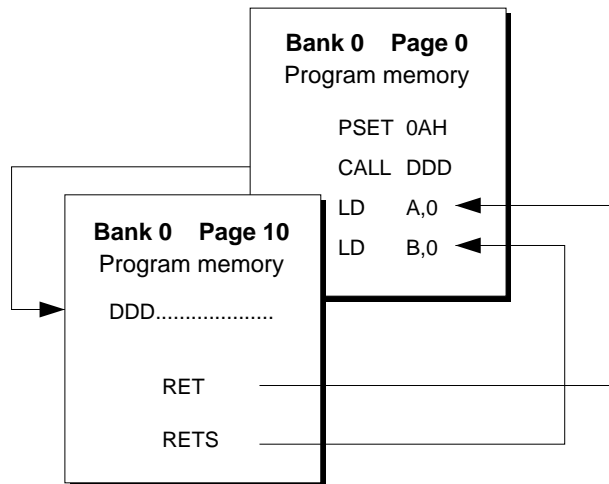 Bank 0 Page 0
Program memory
PSET 0AH
CALL DDD
LD A,0
LD B,0
Bank 0 Page 10
Program memory
DDD....................
RET
RETS